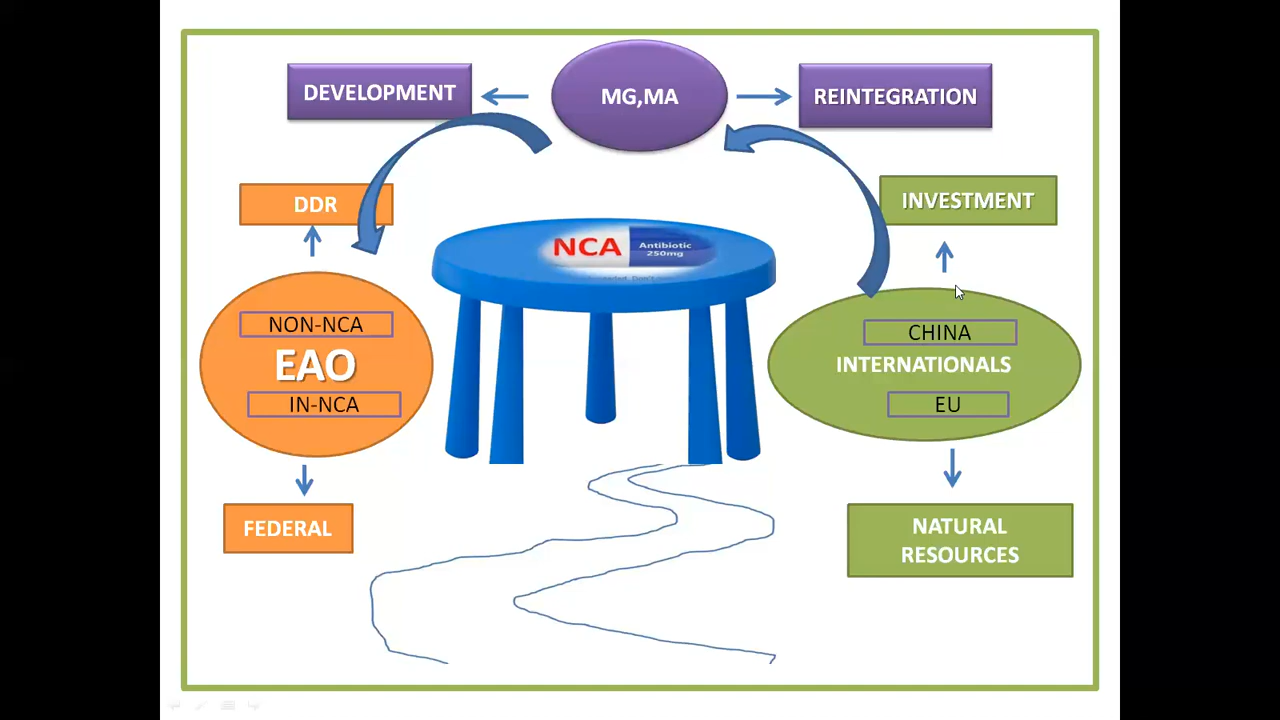 DEVELOPMENT
MG,MA
REINTEGRATION
DDR
INVESTMENT
NCA
Antibiotic
250mg
NON-NCA
EAO
IN-NCA
CHINA
INTERNATIONALS
EU
FEDERAL
NATURAL
RESOURCES